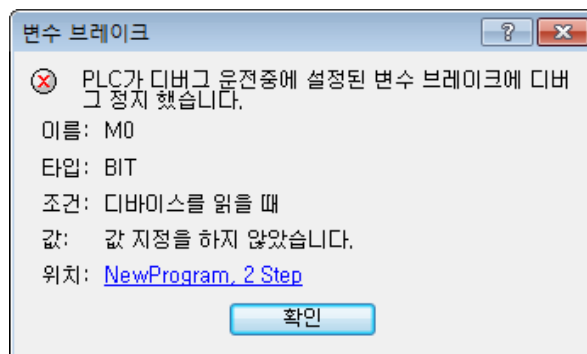 변수 브레이크
PLC가 디버그 운전중에 설정된 변수 브레이크에 디버
그 정지 했습니다.
이름: M0
타입: BIT
조건: 디바이스를 읽을 때
값: 값 지정을 하지 않았습니다.
위치: NewProgram, 2 Step
확인